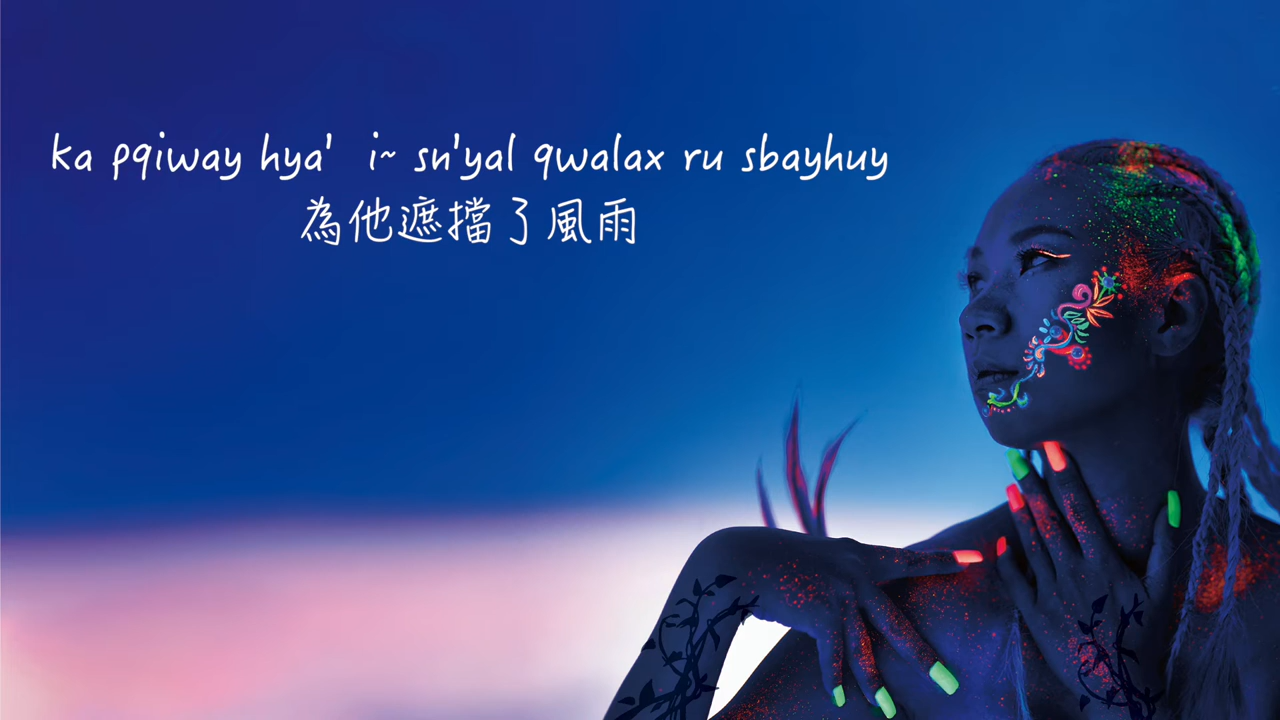 ka pqiway hya' i~ sn'yal qwalax ru sbayhuy
為他遮擋了風雨